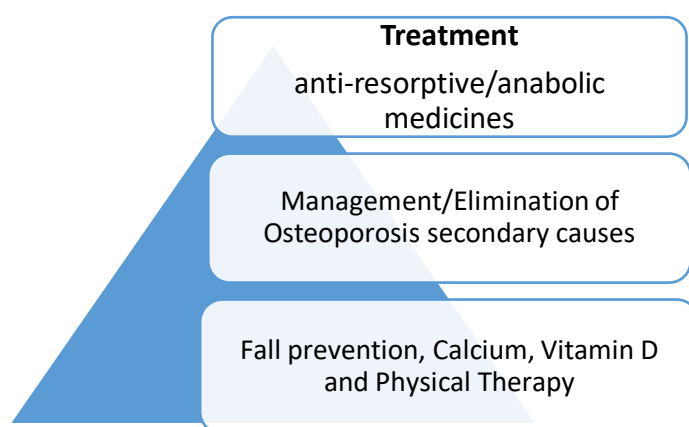 Treatment
anti-resorptive/anabolic
medicines
Management/Elimination of
Osteoporosis secondary causes
Fall prevention, Calcium, Vitamin D
and Physical Therapy